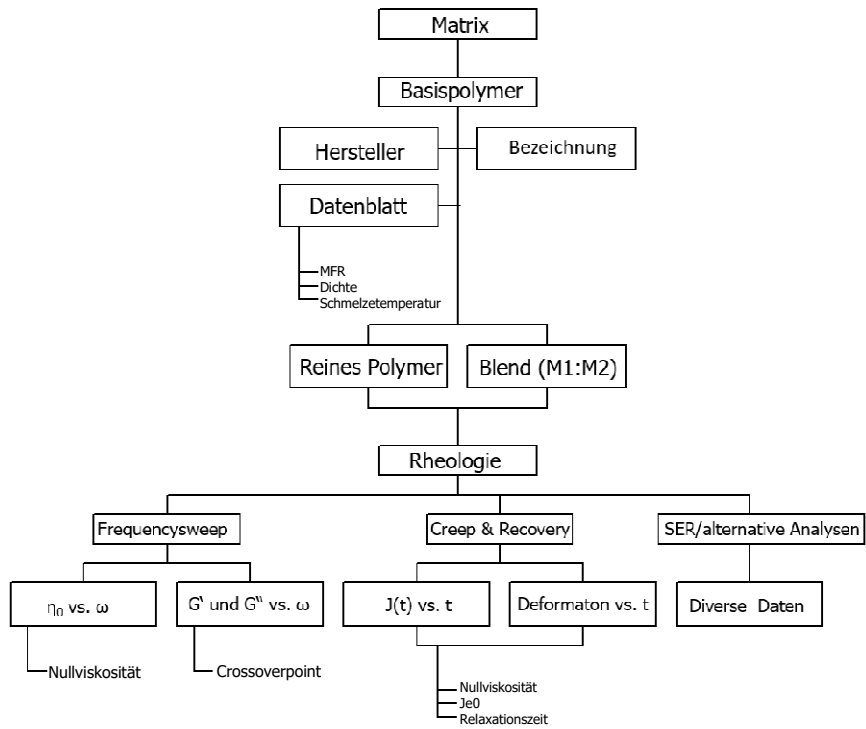 Matrix
Basispolymer
Hersteller
Bezeichnung
Datenblatt
MFR
Dichte
Schmelzetemperatur
Reines Polymer
Blend (M1:M2)
Rheologie
Frequencysweep
Creep & Recovery
SER/alternative Analysen
η₀ vs. ω
G‘ und G‘‘ vs. ω
J(t) vs. t
Deformaton vs. t
Diverse Daten
Nullviskosität
Crossoverpoint
Nullviskosität
Je0
Relaxationszeit